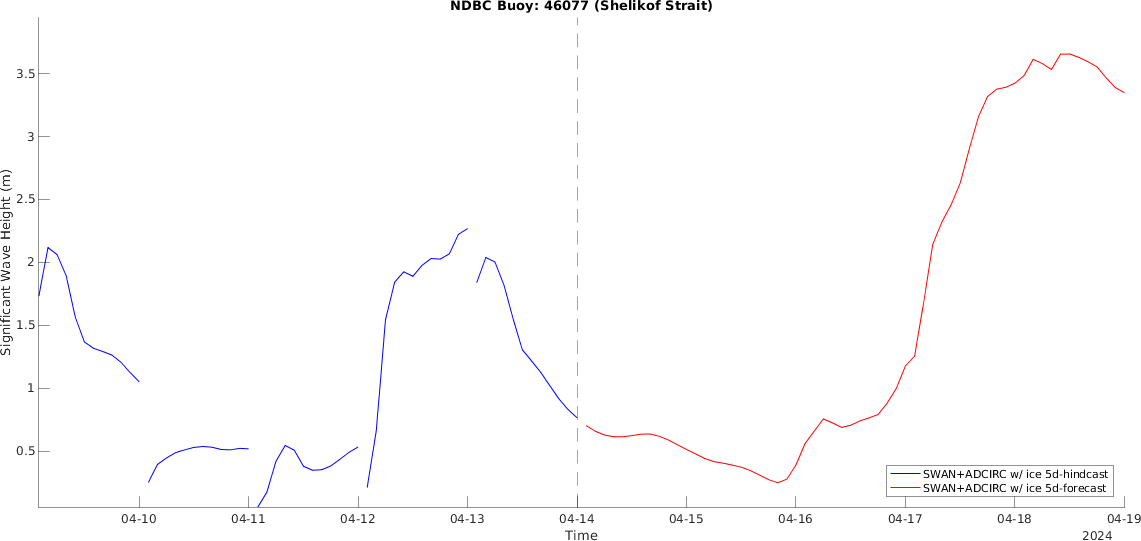 NDBC Buoy: 46077 (Shelikof Strait)
Significant Wave Height (m)
3.5
3
2.5
2
1.5
1
0.5
SWAN+ADCIRC w/ ice 5d-hindcast
SWAN+ADCIRC w/ ice 5d-forecast
04-10 04-11 04-12 04-13 04-14 04-15 04-16 04-17 04-18 04-19
Time
2024